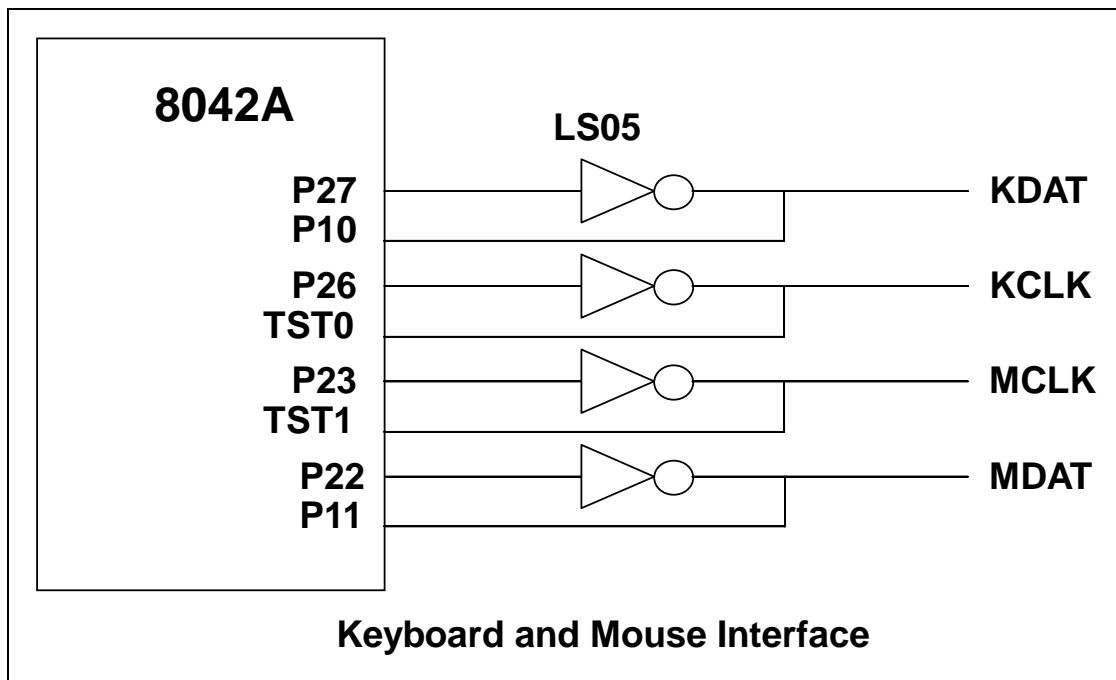 8042A
LS05
P27
KDAT
P10
P26
KCLK
TST0
P23
MCLK
TST1
P22
MDAT
P11
Keyboard and Mouse Interface